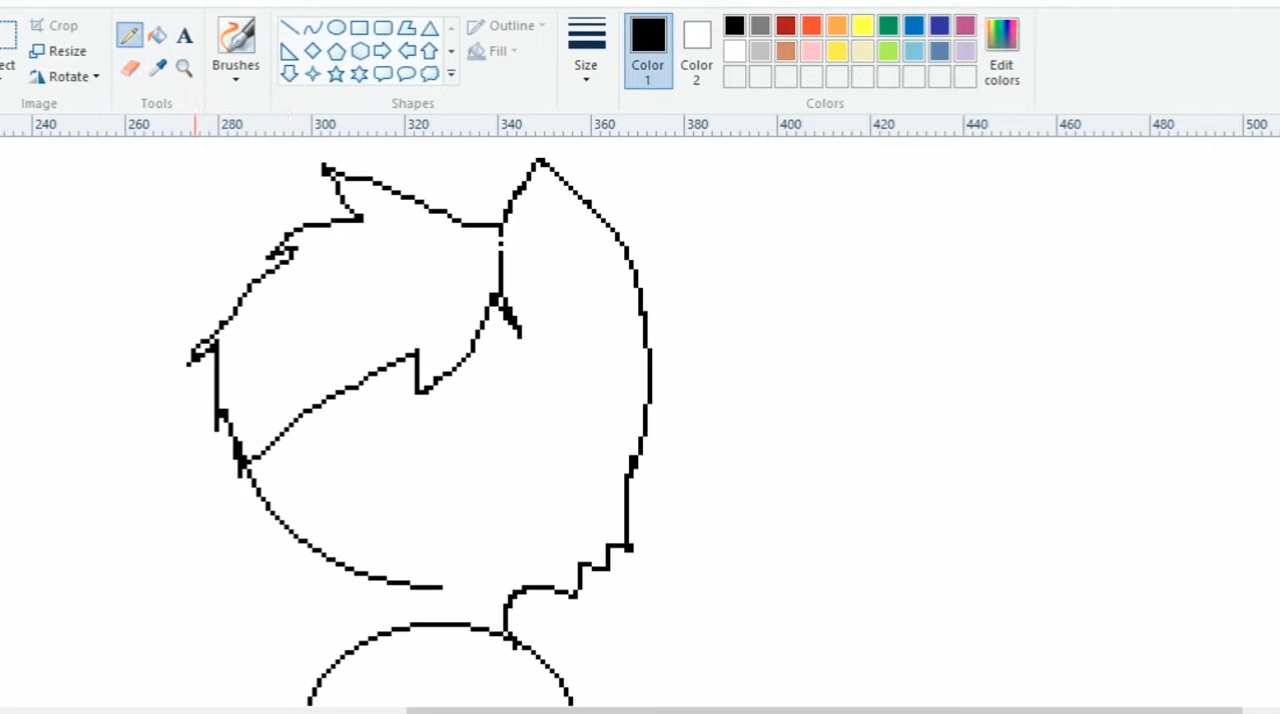 Crop
Resize
Rotate
Image
A
Tools
Brushes
Shapes
Outline
Fill
Size
Color 1
Color 2
Edit colors
Colors
240 260 280 300 320 340 360 380 400 420 440 460 480 500